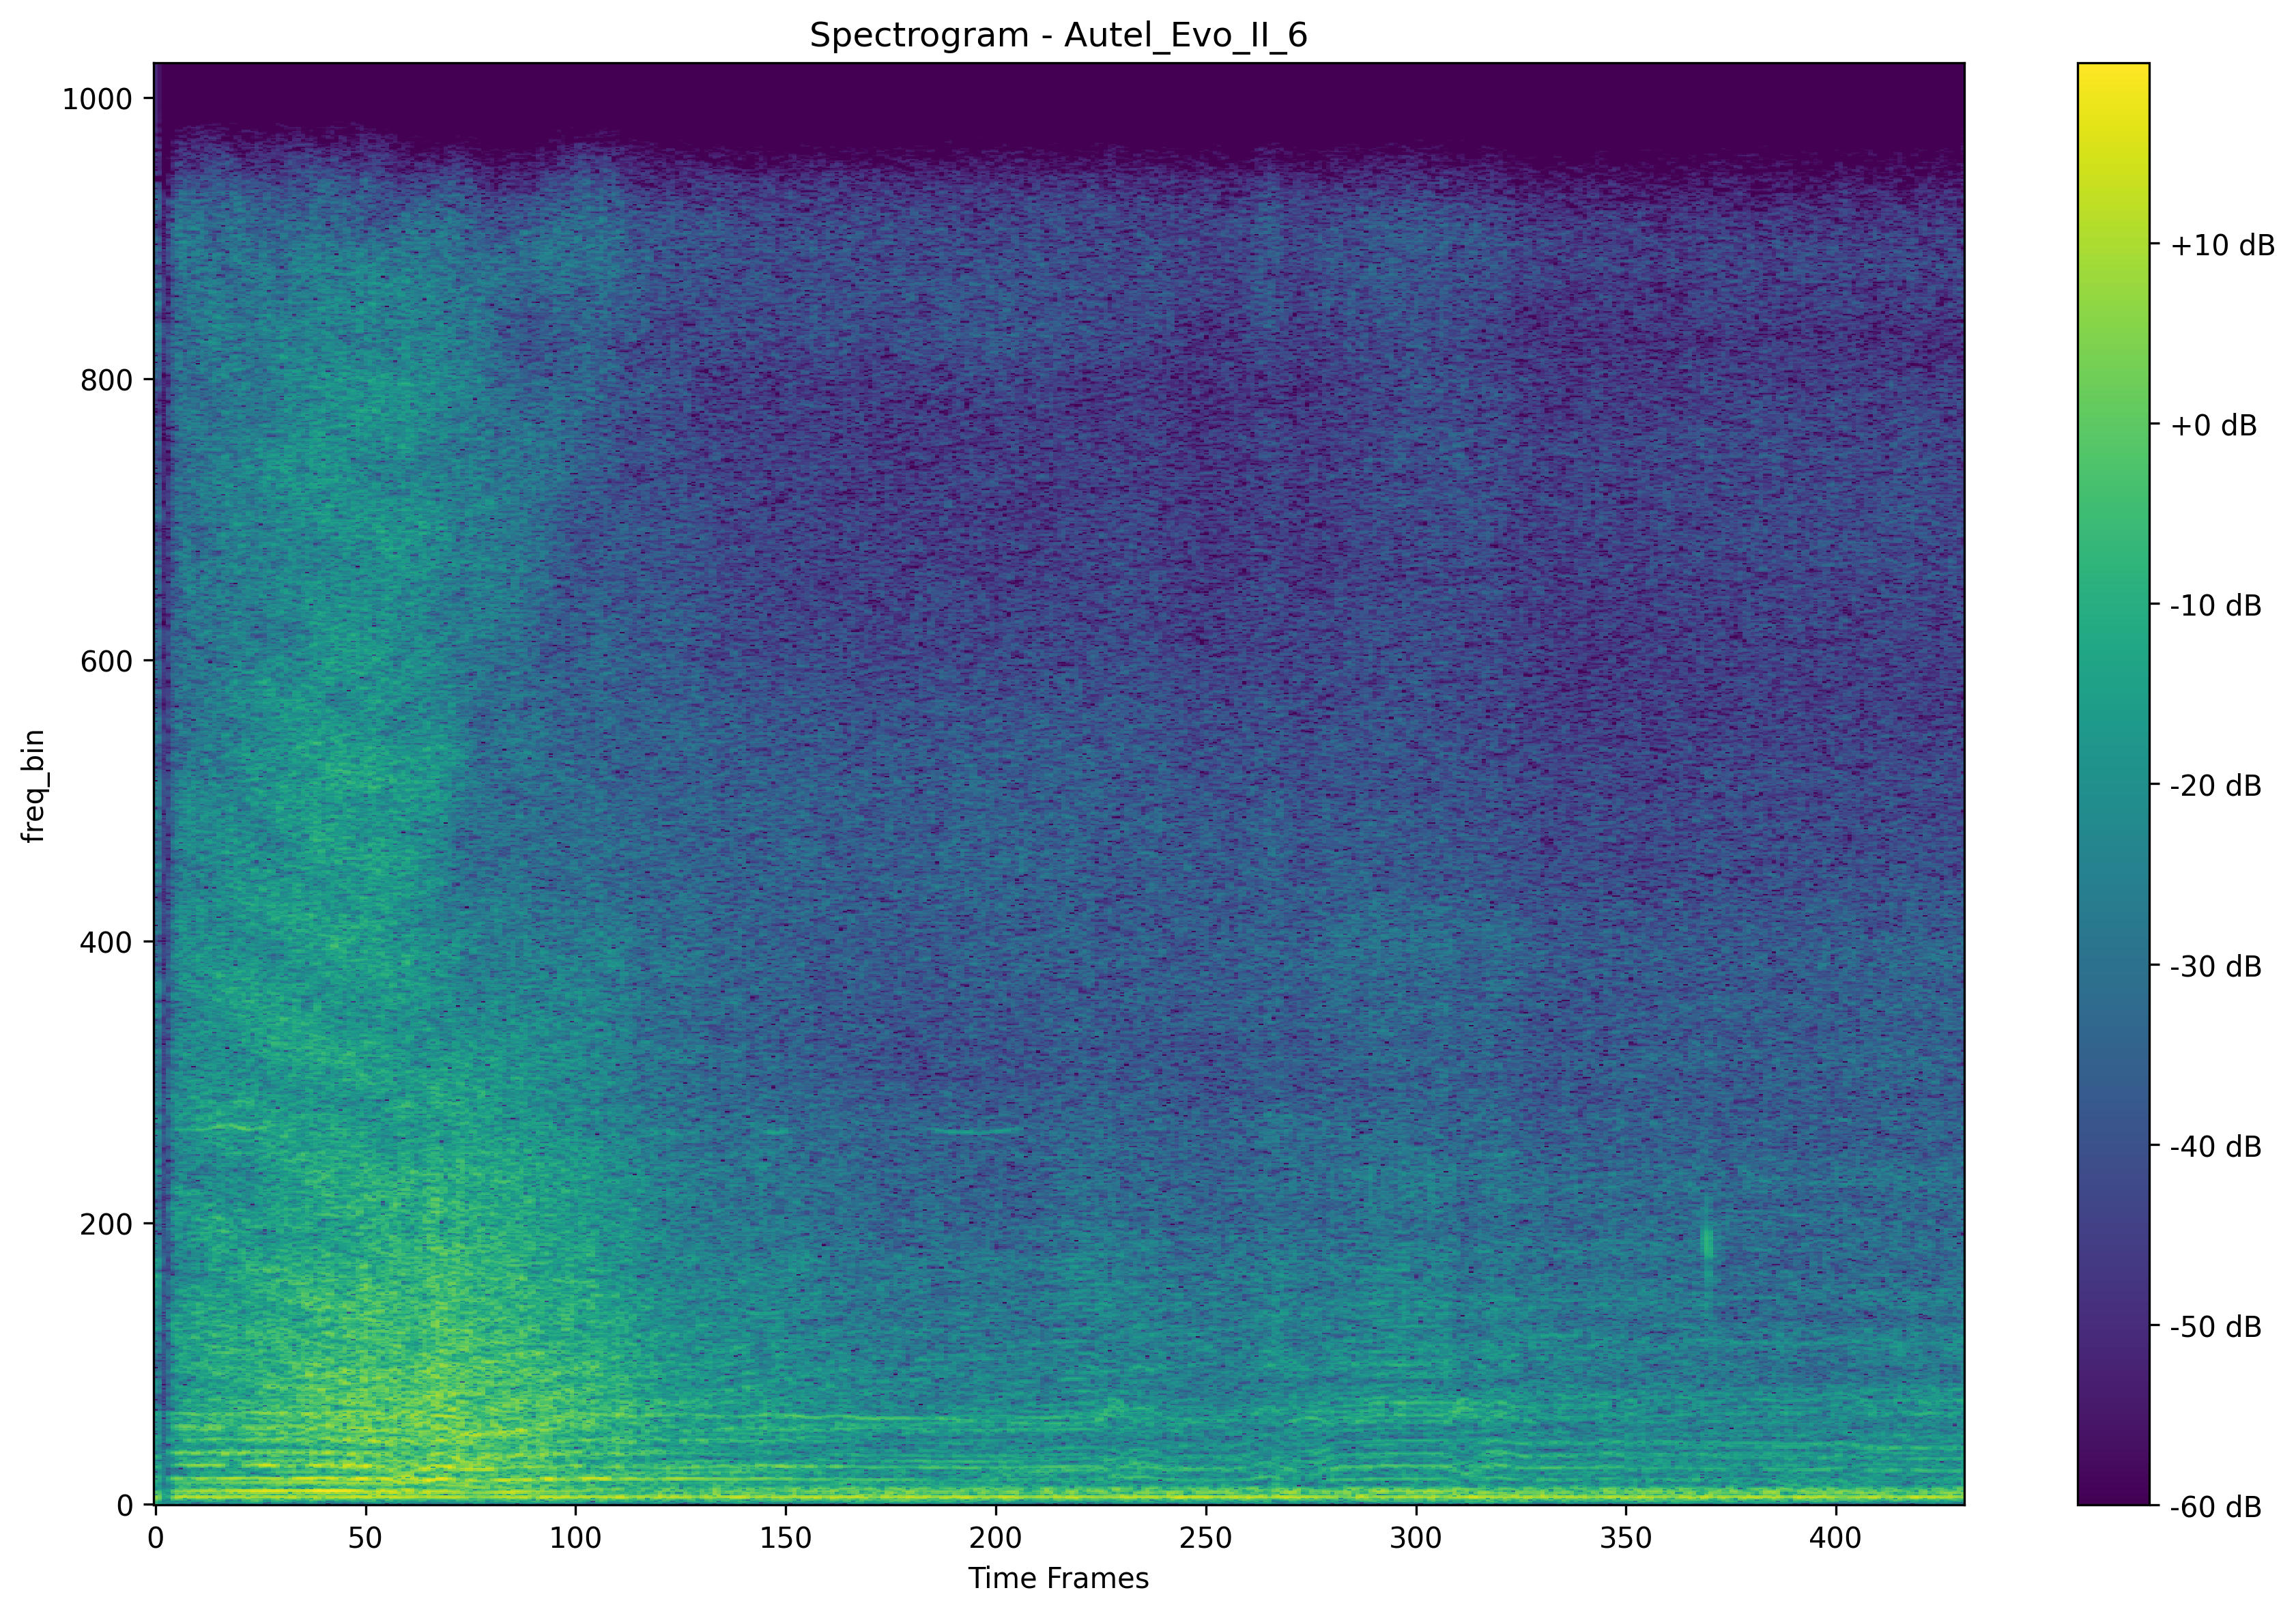 Spectrogram - Autel_Evo_II_6
1000
800
600
400
200
0
freq_bin
0 50 100 150 200 250 300 350 400
Time Frames
+10 dB
+0 dB
-10 dB
-20 dB
-30 dB
-40 dB
-50 dB
-60 dB